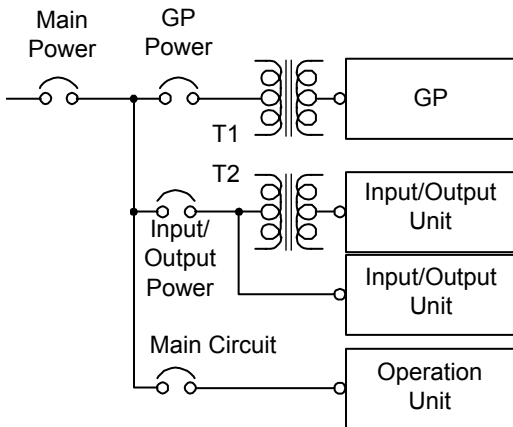 Main
Power
GP
Power
T1
GP
T2
Input/
Output
Power
Input/Output
Unit
Input/Output
Unit
Main Circuit
Operation
Unit